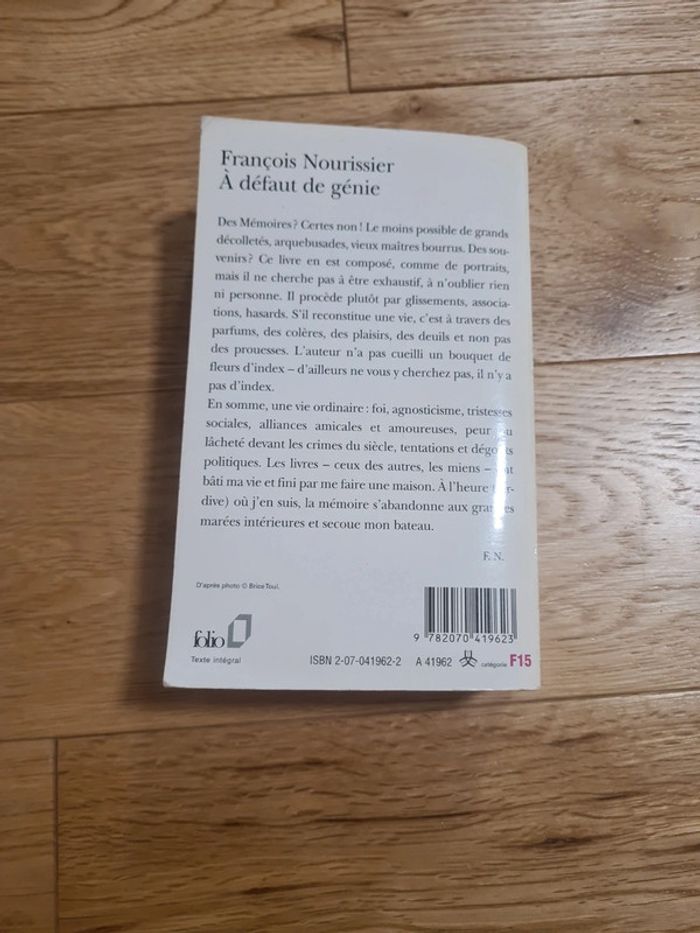 François Nourissier
À défaut de génie
Des Mémoires? Certes non! Le moins possible de grands
décolletés, arquebusades, vieux maîtres bourrus. Des sou-
venirs? Ce livre en est composé, comme de portraits,
mais il ne cherche pas à être exhaustif, à n'oublier rien
ni personne. Il procède plutôt par glissements, associa-
tions, hasards. S'il reconstitue une vie, c'est à travers des
parfums, des colères, des plaisirs, des deuils et non pas
des prouesses. L'auteur n'a pas cueilli un bouquet de
fleurs d'index – d'ailleurs ne vous y cherchez pas, il n'y a
pas d'index.
En somme, une vie ordinaire : foi, agnosticisme, tristesses
sociales, alliances amicales et amoureuses, peur ou
lâcheté devant les crimes du siècle, tentations et dégoûts
politiques. Les livres – ceux des autres, les miens – ont
bâti ma vie et fini par me faire une maison. À l'heure (tar-
dive) où j'en suis, la mémoire s'abandonne aux grandes
marées intérieures et secoue mon bateau.
F. N.
D'après photo © Brice Toul.
folio
Texte intégral
9 782070 419623
ISBN 2-07-041962-2 A 41962 catégorie F15